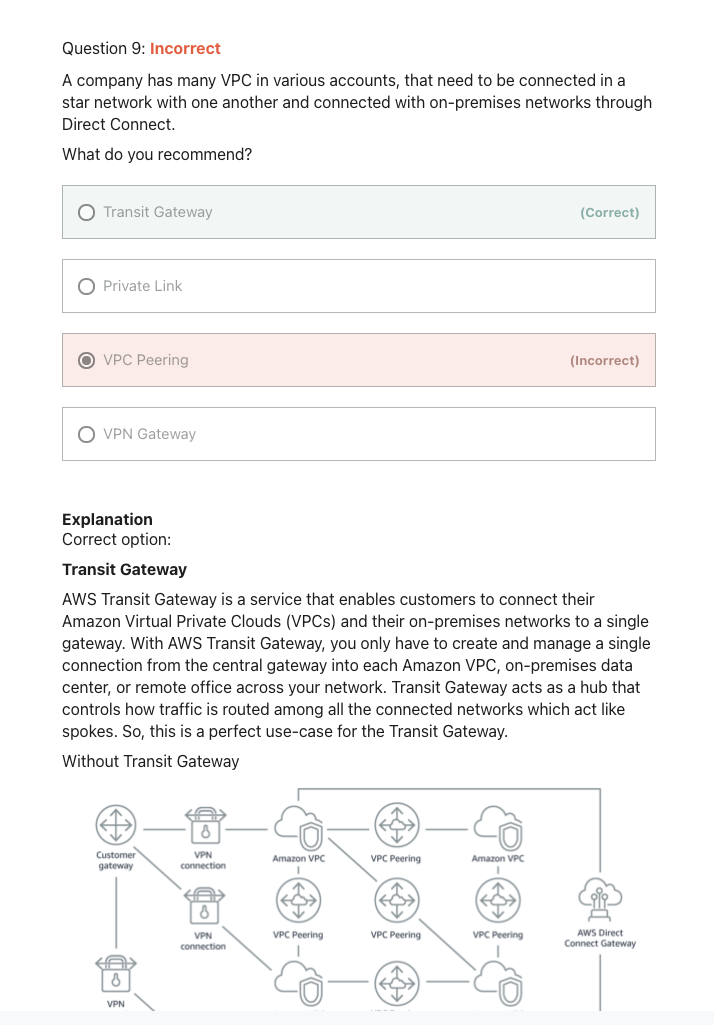 Question 9: Incorrect
A company has many VPC in various accounts, that need to be connected in a
star network with one another and connected with on-premises networks through
Direct Connect.
What do you recommend?
Transit Gateway (Correct)
Private Link
VPC Peering (Incorrect)
VPN Gateway
Explanation
Correct option:
Transit Gateway
AWS Transit Gateway is a service that enables customers to connect their
Amazon Virtual Private Clouds (VPCs) and their on-premises networks to a single
gateway. With AWS Transit Gateway, you only have to create and manage a single
connection from the central gateway into each Amazon VPC, on-premises data
center, or remote office across your network. Transit Gateway acts as a hub that
controls how traffic is routed among all the connected networks which act like
spokes. So, this is a perfect use-case for the Transit Gateway.
Without Transit Gateway
Customer
gateway
VPN
connection
Amazon VPC
VPC Peering
Amazon VPC
VPN
connection
VPC Peering
VPC Peering
VPC Peering
AWS Direct
Connect Gateway
VPN